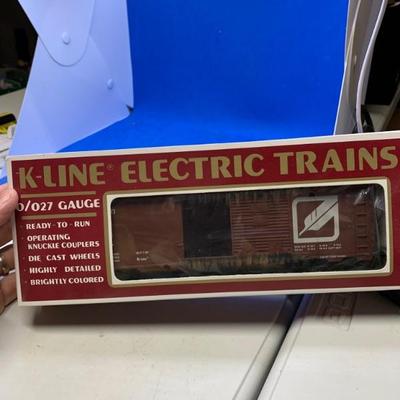 K-LINE® ELECTRIC TRAINS
O/027 GAUGE
- READY-TO-RUN
- OPERATING
KNUCKLE COUPLERS
- DIE CAST WHEELS
- HIGHLY DETAILED
- BRIGHTLY COLORED